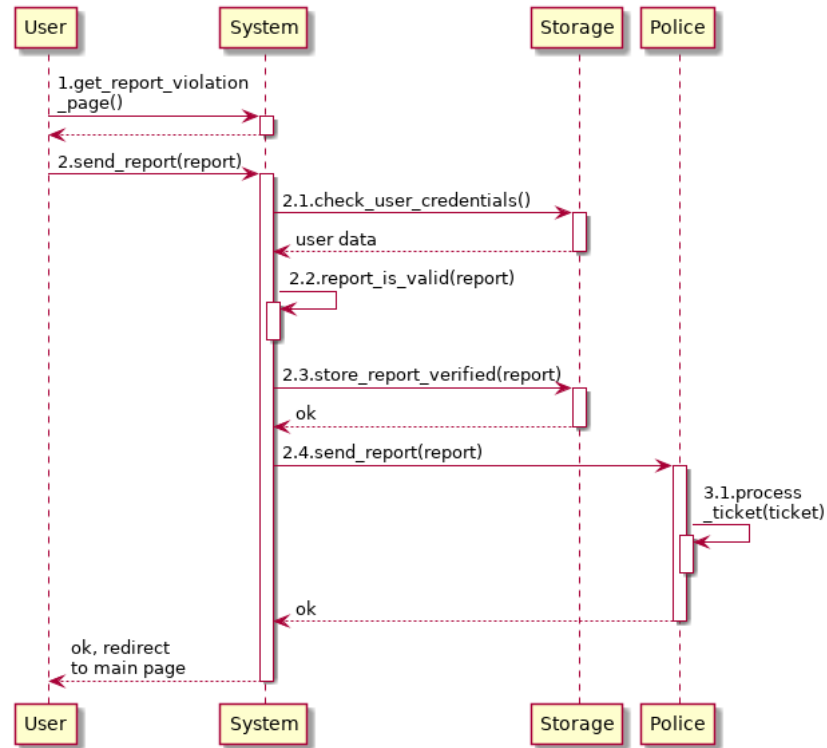 User
System
Storage
Police
1.get_report_violation
_page()
2.send_report(report)
2.1.check_user_credentials()
user data
2.2.report_is_valid(report)
2.3.store_report_verified(report)
ok
2.4.send_report(report)
3.1.process
_ticket(ticket)
ok
ok, redirect
to main page
User
System
Storage
Police